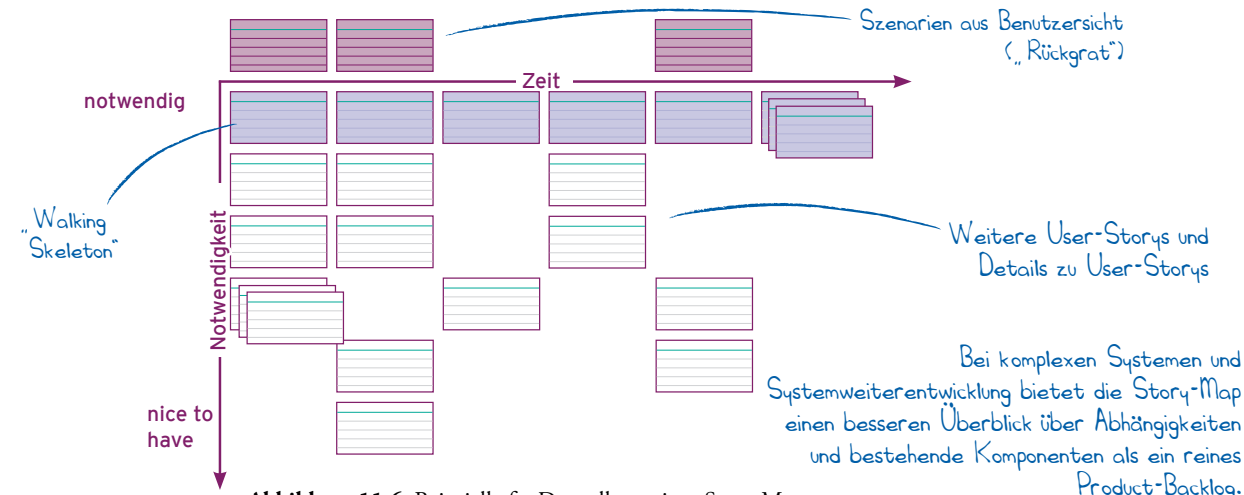 Szenarien aus Benutzersicht
(„Rückgrat“)
Zeit
notwendig
„Walking
Skeleton“
Notwendigkeit
Weitere User-Storys und
Details zu User-Storys
nice to
have
Bei komplexen Systemen und
Systemweiterentwicklung bietet die Story-Map
einen besseren Überblick über Abhängigkeiten
und bestehende Komponenten als ein reines
Product-Backlog.